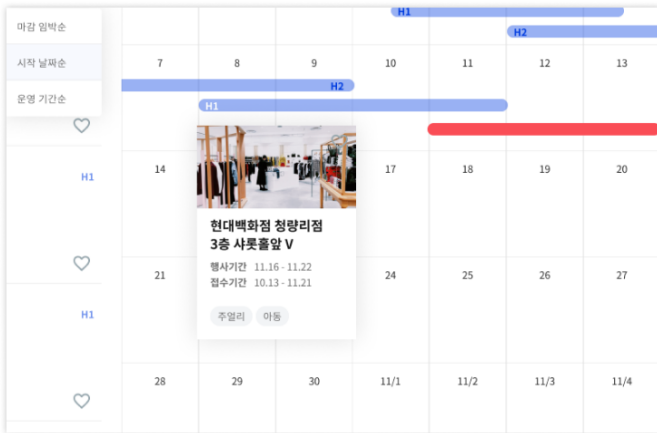 마감 임박순
시작 날짜순
운영 기간순
H1
H2
7 8 9 10 11 12 13
H2
H1
H1
14 17 18 19 20
현대백화점 청량리점
3층 샤롯홀앞 V
행사기간 11.16 - 11.22
접수기간 10.13 - 11.21
주얼리 아동
21 24 25 26 27
H1
28 29 30 11/1 11/2 11/3 11/4